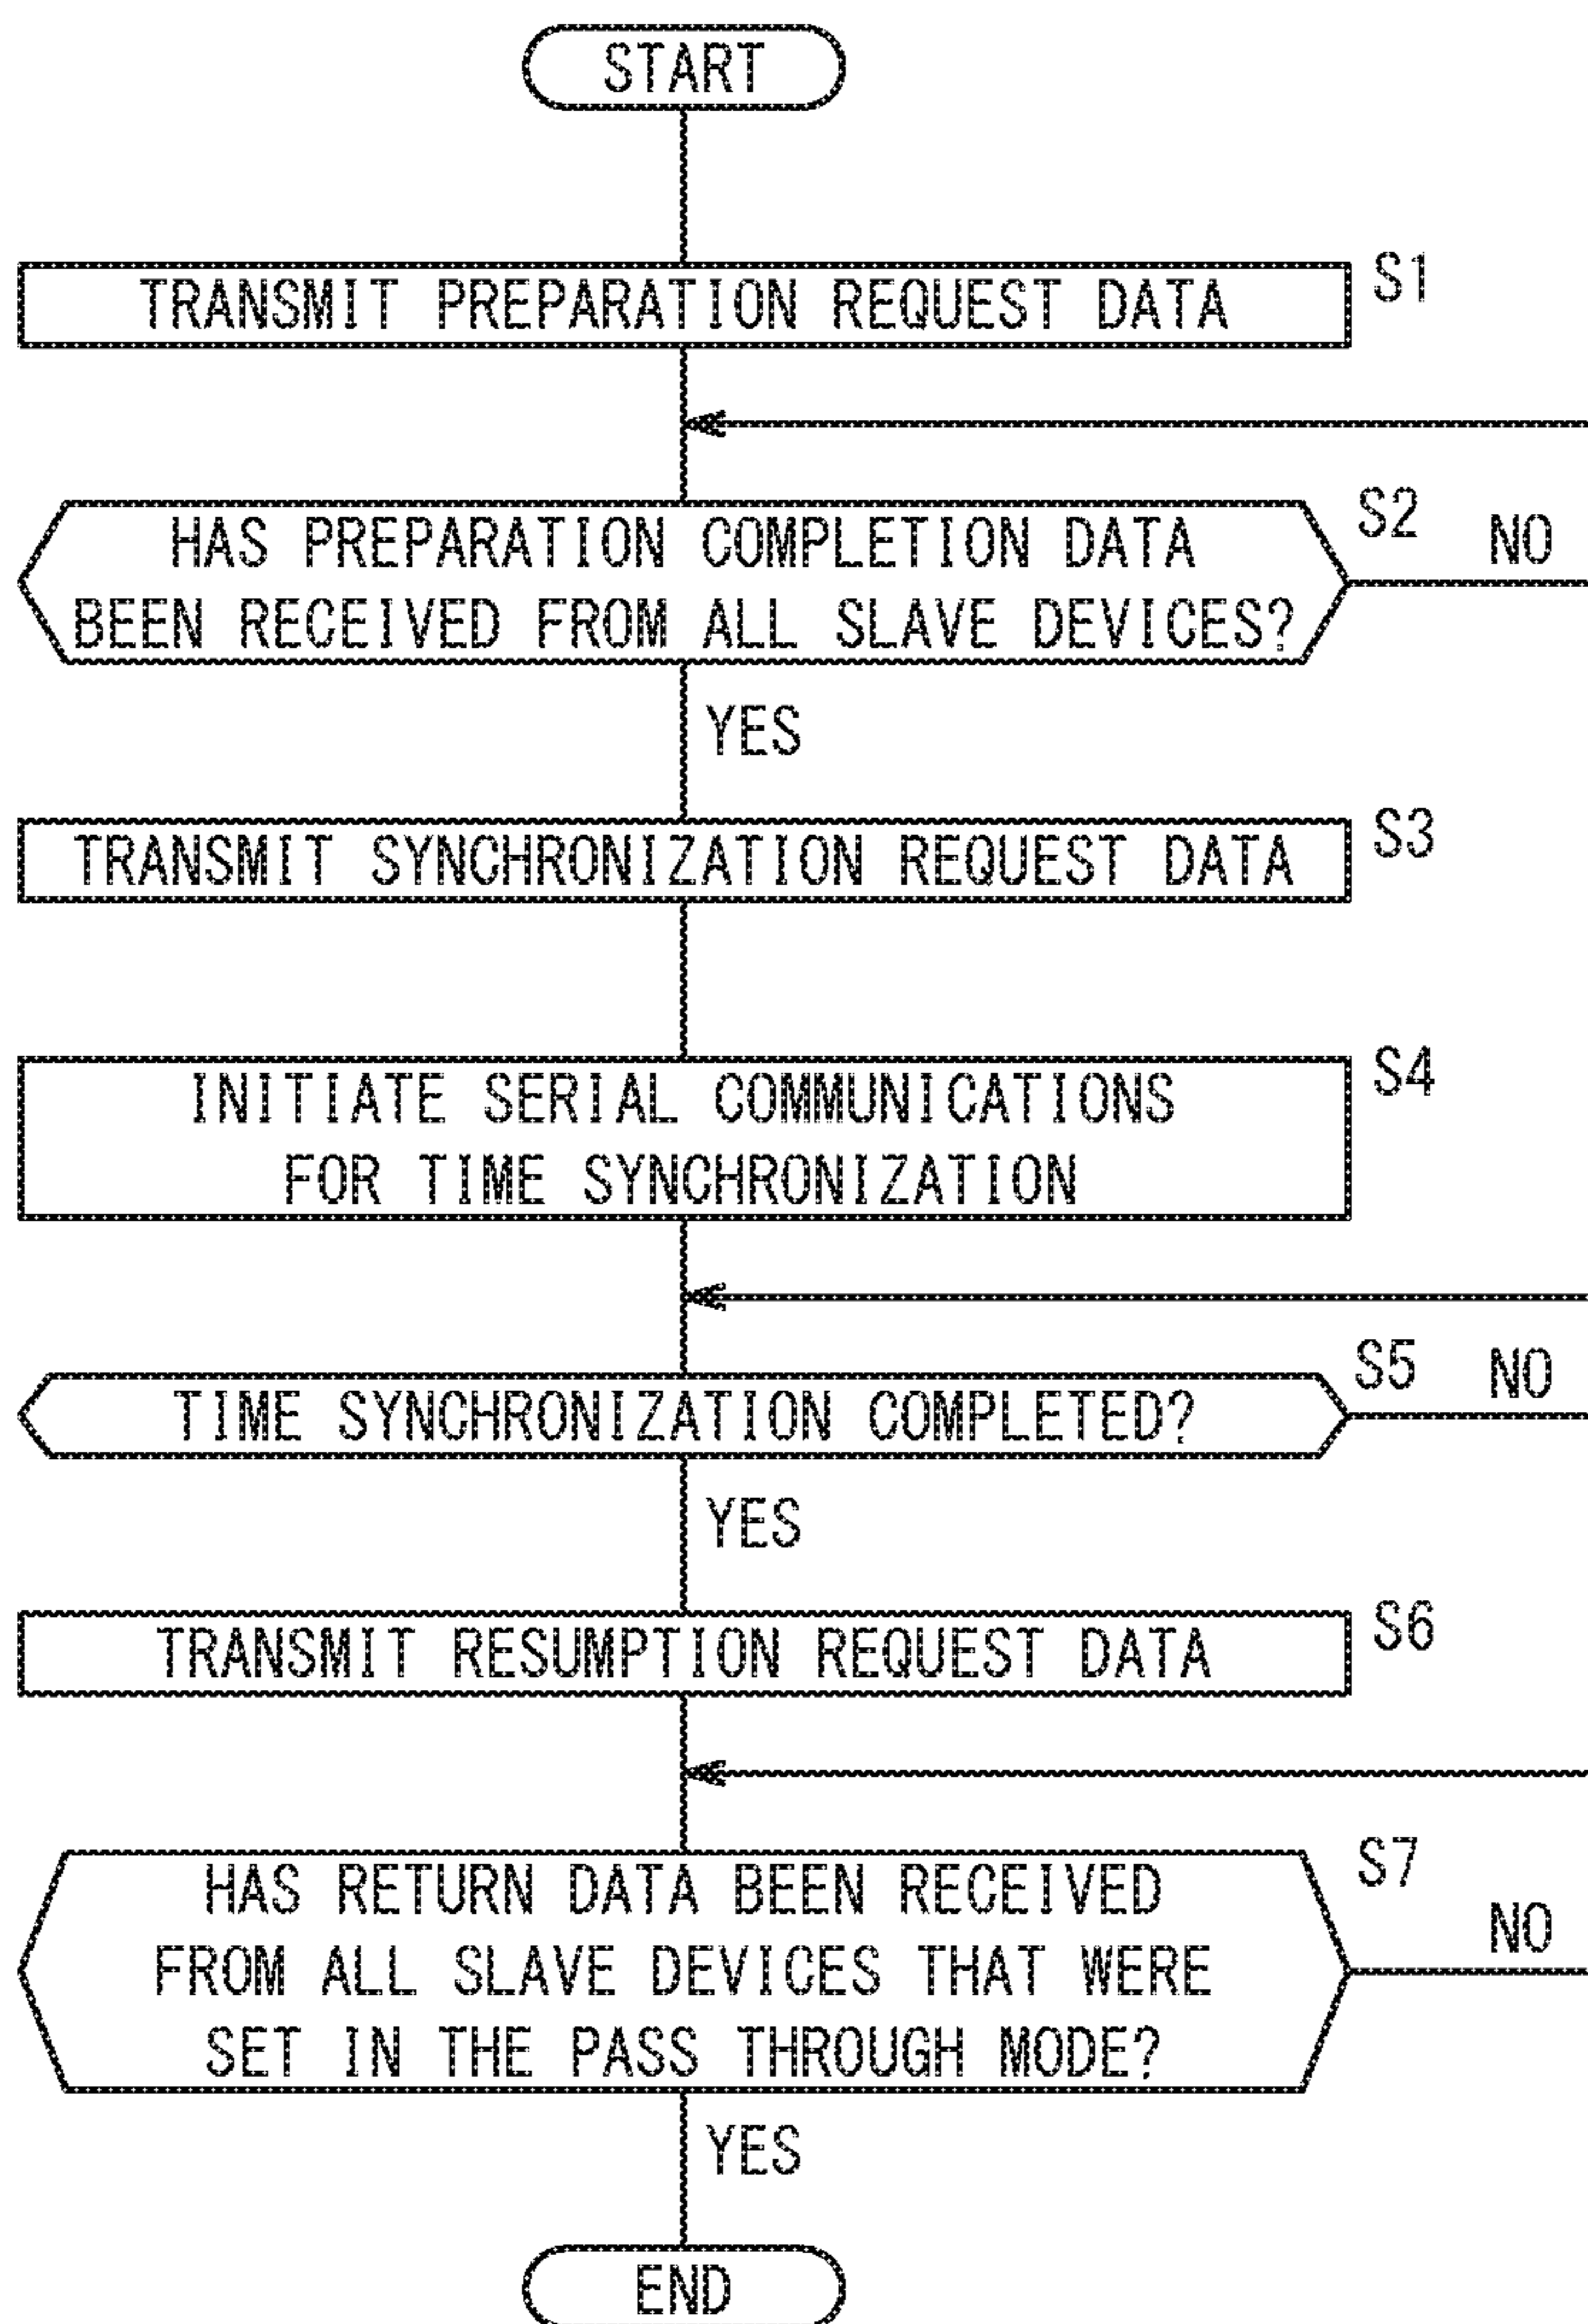 START
TRANSMIT PREPARATION REQUEST DATA
S1
HAS PREPARATION COMPLETION DATA
BEEN RECEIVED FROM ALL SLAVE DEVICES?
S2
NO
YES
TRANSMIT SYNCHRONIZATION REQUEST DATA
S3
INITIATE SERIAL COMMUNICATIONS
FOR TIME SYNCHRONIZATION
S4
TIME SYNCHRONIZATION COMPLETED?
S5
NO
YES
TRANSMIT RESUMPTION REQUEST DATA
S6
HAS RETURN DATA BEEN RECEIVED
FROM ALL SLAVE DEVICES THAT WERE
SET IN THE PASS THROUGH MODE?
S7
NO
YES
END